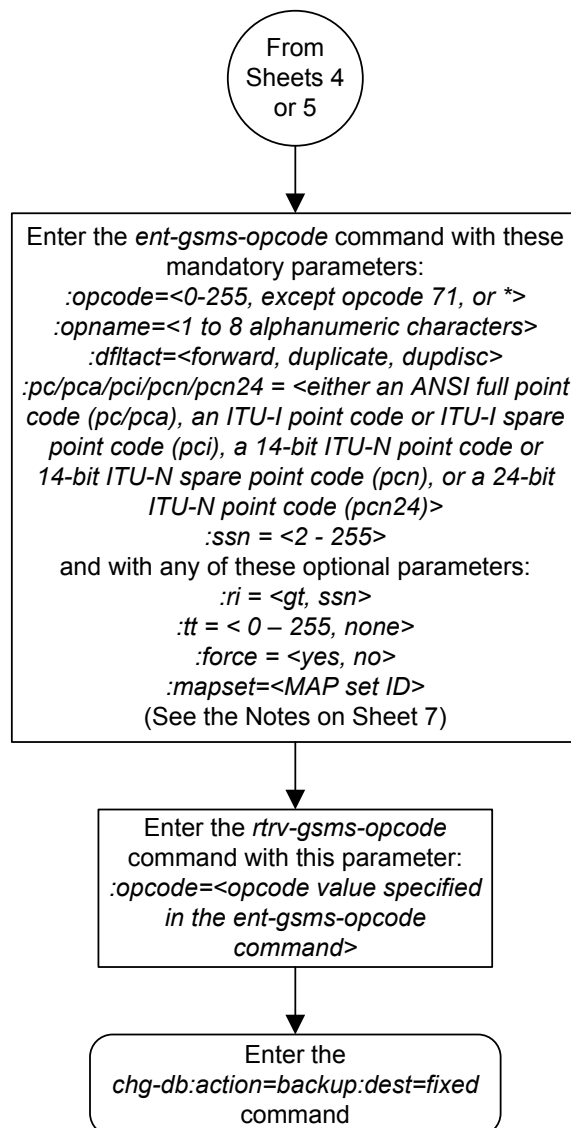 From
Sheets 4
or 5
Enter the ent-gsms-opcode command with these
mandatory parameters:
:opcode=<0-255, except opcode 71, or *>
:opname=<1 to 8 alphanumeric characters>
:dfltact=<forward, duplicate, dupdisc>
:pc/pca/pci/pcn/pcn24 = <either an ANSI full point
code (pc/pca), an ITU-I point code or ITU-I spare
point code (pci), a 14-bit ITU-N point code or
14-bit ITU-N spare point code (pcn), or a 24-bit
ITU-N point code (pcn24)>
:ssn = <2 - 255>
and with any of these optional parameters:
:ri = <gt, ssn>
:tt = < 0 – 255, none>
:force = <yes, no>
:mapset=<MAP set ID>
(See the Notes on Sheet 7)
Enter the rtrv-gsms-opcode
command with this parameter:
:opcode=<opcode value specified
in the ent-gsms-opcode
command>
Enter the
chg-db:action=backup:dest=fixed
command